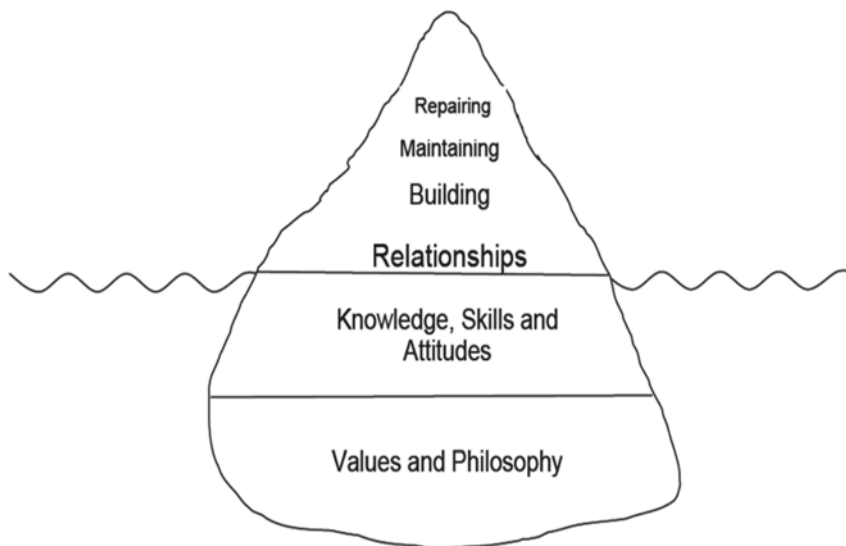 Repairing
Maintaining
Building
Relationships
Knowledge, Skills and
Attitudes
Values and Philosophy